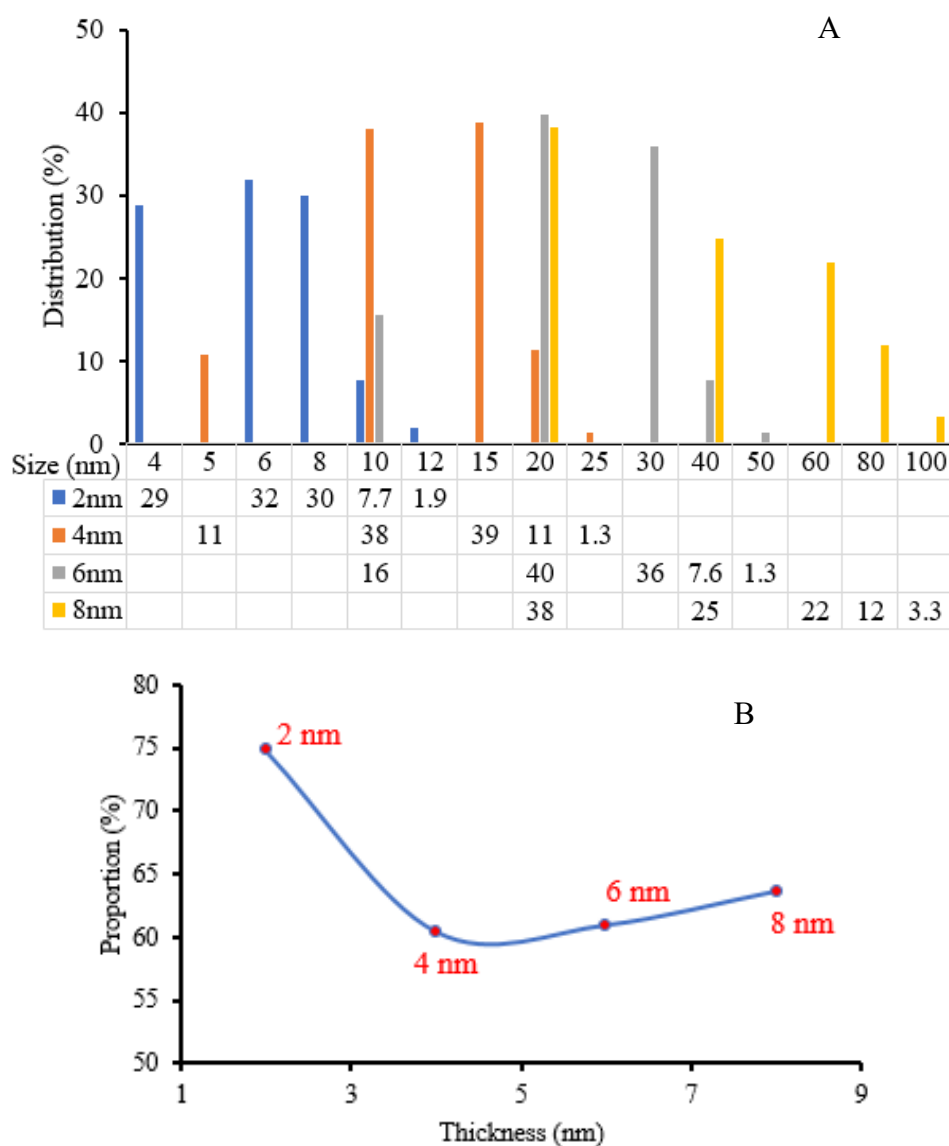 A
50
40
30
20
10
0
Distribution (%)
Size (nm) 4 5 6 8 10 12 15 20 25 30 40 50 60 80 100
2nm 29 32 30 7.7 1.9
4nm 11 38 39 11 1.3
6nm 16 40 36 7.6 1.3
8nm 38 25 22 12 3.3
B
80
75
70
65
60
55
50
Proportion (%)
2 nm
4 nm
6 nm
8 nm
1 3 5 7 9
Thickness (nm)